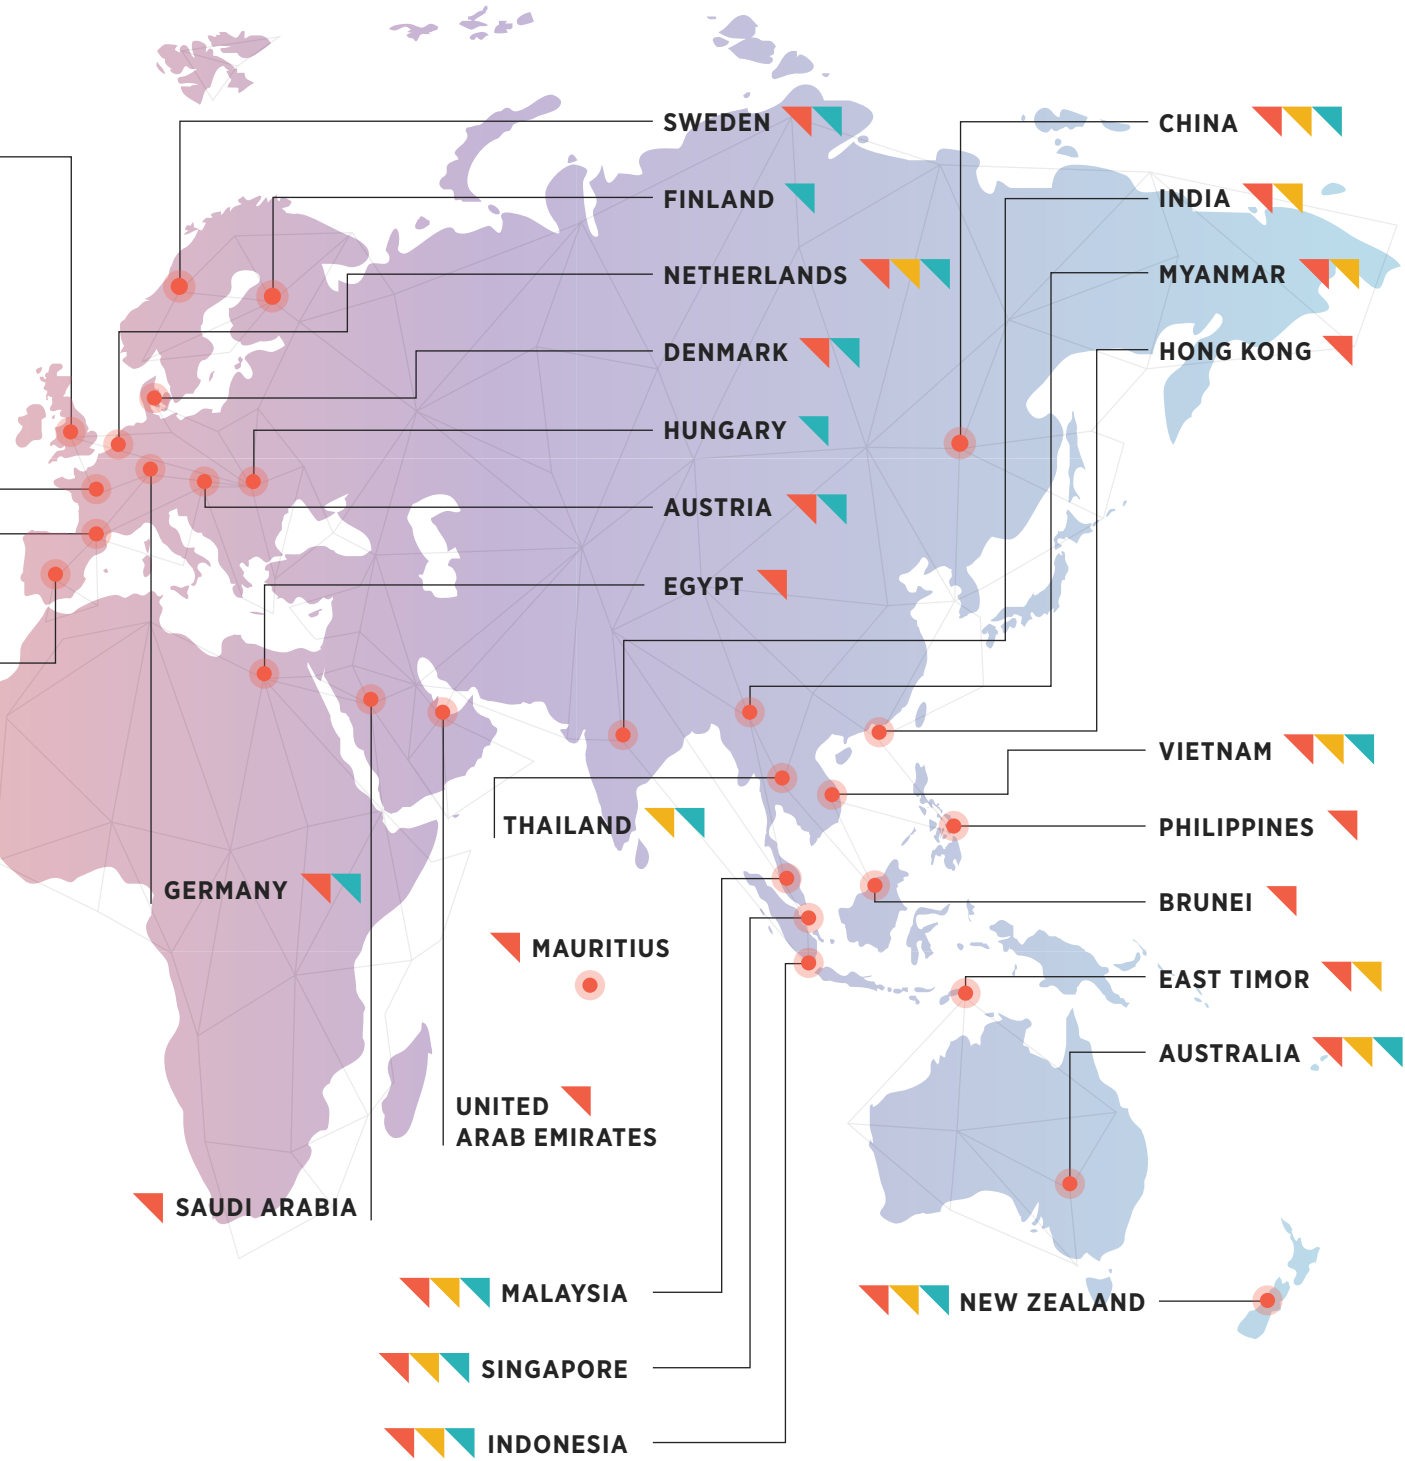 SWEDEN
FINLAND
NETHERLANDS
DENMARK
HUNGARY
AUSTRIA
EGYPT
CHINA
INDIA
MYANMAR
HONG KONG
VIETNAM
PHILIPPINES
BRUNEI
EAST TIMOR
AUSTRALIA
THAILAND
GERMANY
MAURITIUS
UNITED
ARAB EMIRATES
SAUDI ARABIA
MALAYSIA
SINGAPORE
INDONESIA
NEW ZEALAND